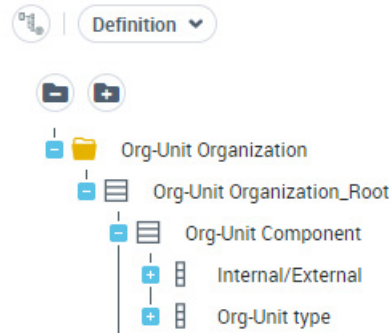 Definition
Org-Unit Organization
Org-Unit Organization_Root
Org-Unit Component
Internal/External
Org-Unit type